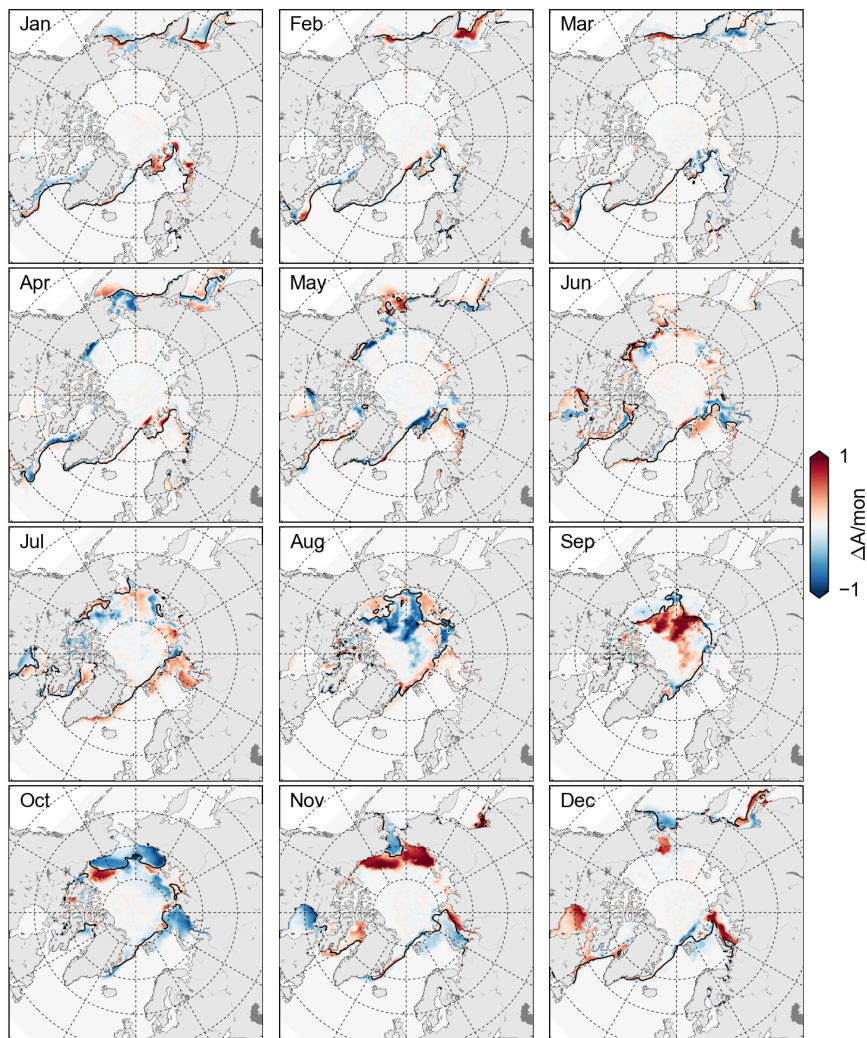 Jan
Feb
Mar
Apr
May
Jun
1
ΔA/mon
−1
Jul
Aug
Sep
Oct
Nov
Dec